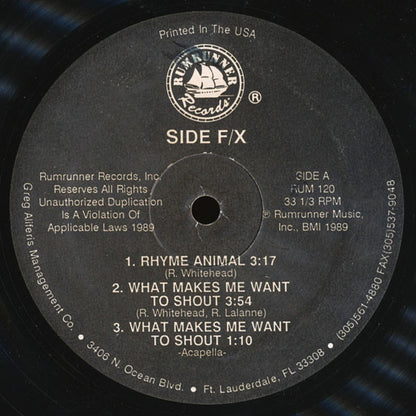 Printed In The USA
RUMRUNNER
Records
®
SIDE F/X
Rumrunner Records, Inc.
Reserves All Rights
Unauthorized Duplication
Is A Violation Of
Applicable Laws 1989
SIDE A
RUM 120
33 1/3 RPM
℗ Rumrunner Music,
Inc., BMI 1989
1. RHYME ANIMAL 3:17
(R. Whitehead)
2. WHAT MAKES ME WANT
TO SHOUT 3:54
(R. Whitehead, R. Lalanne)
3. WHAT MAKES ME WANT
TO SHOUT 1:10
-Acapella-
Greg Aliferis Management Co. • 3406 N. Ocean Blvd. • Ft. Lauderdale, FL 33308 • (305)561-4880 FAX(305)537-9048